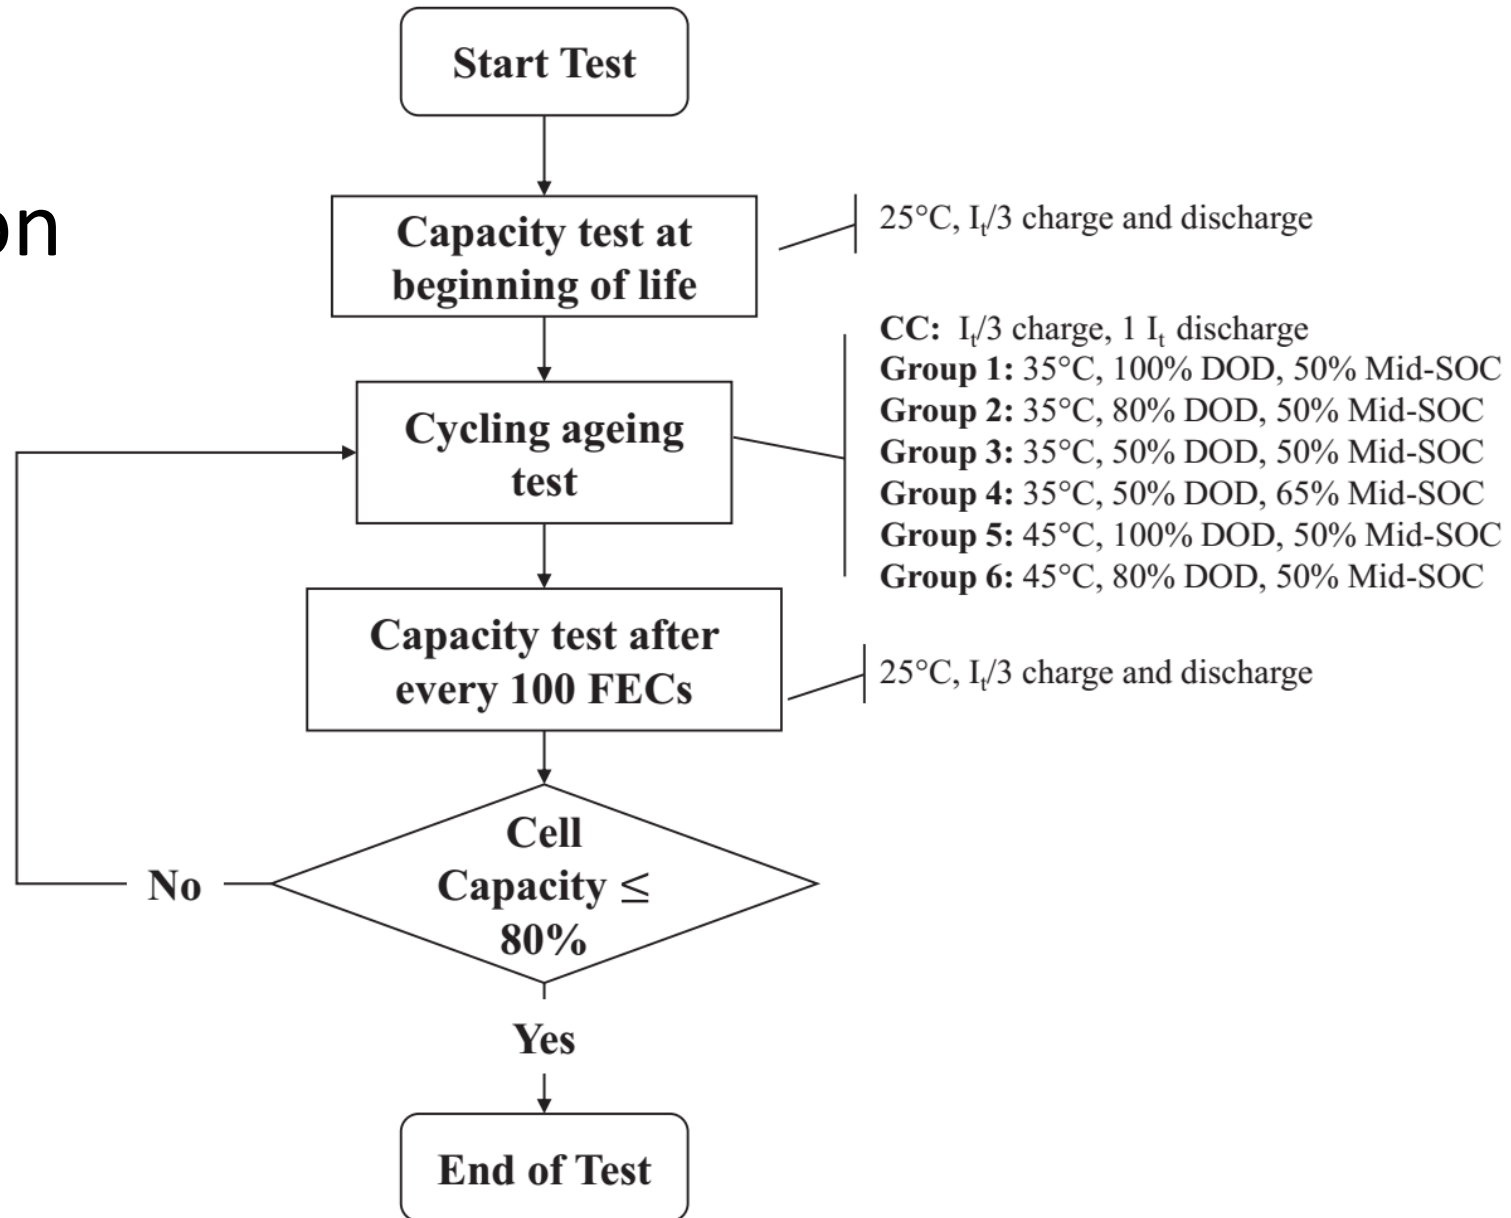 Start Test
on
Capacity test at
beginning of life
25°C, Iₜ/3 charge and discharge
CC: Iₜ/3 charge, 1 Iₜ discharge
Group 1: 35°C, 100% DOD, 50% Mid-SOC
Group 2: 35°C, 80% DOD, 50% Mid-SOC
Group 3: 35°C, 50% DOD, 50% Mid-SOC
Group 4: 35°C, 50% DOD, 65% Mid-SOC
Group 5: 45°C, 100% DOD, 50% Mid-SOC
Group 6: 45°C, 80% DOD, 50% Mid-SOC
Cycling ageing
test
Capacity test after
every 100 FECs
25°C, Iₜ/3 charge and discharge
Cell
Capacity ≤
80%
No
Yes
End of Test